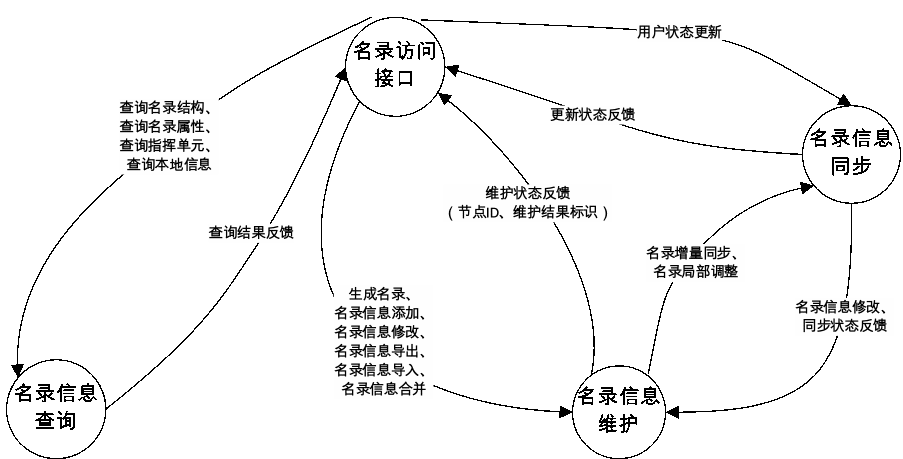 名录访问
接口
用户状态更新
查询名录结构、
查询名录属性、
查询指挥单元、
查询本地信息
更新状态反馈
名录信息
同步
维护状态反馈
（节点ID、维护结果标识）
查询结果反馈
名录增量同步、
名录局部调整
生成名录、
名录信息添加、
名录信息修改、
名录信息导出、
名录信息导入、
名录信息合并
名录信息修改、
同步状态反馈
名录信息
查询
名录信息
维护